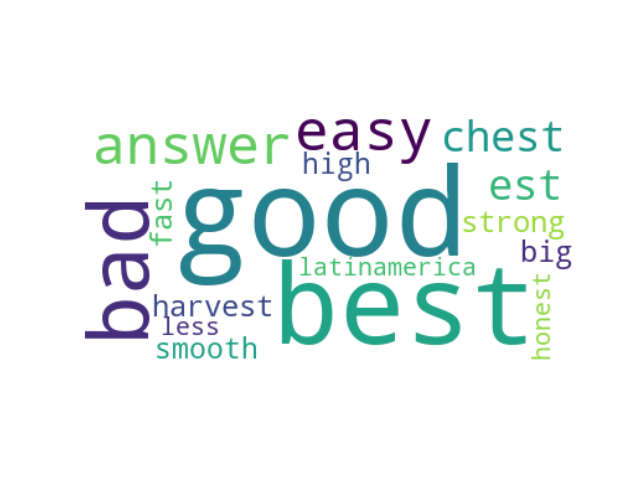 easy
answer
chest
high
good
est
fast
bad
strong
big
latinamerica
best
harvest
honest
less
smooth